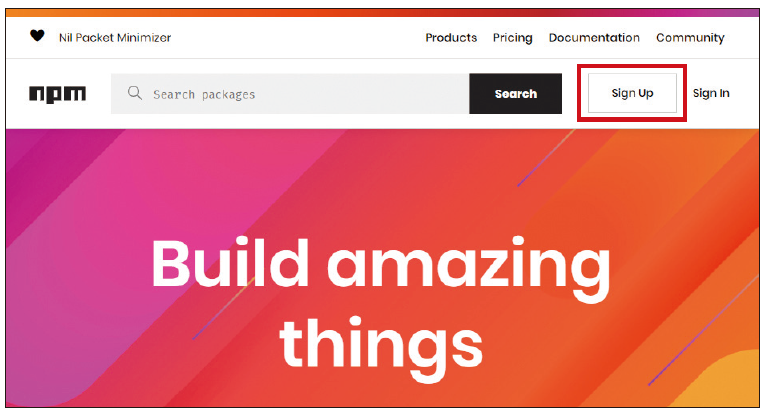 Nil Packet Minimizer Products Pricing Documentation Community
npm Search packages Search Sign Up Sign In
Build amazing
things